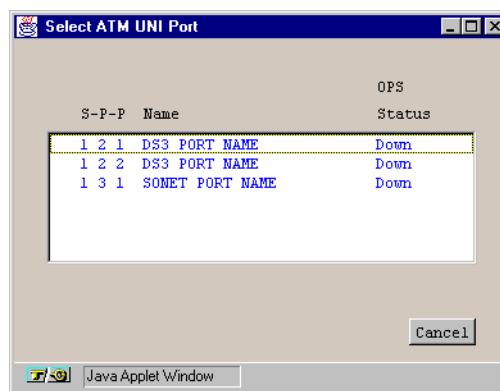 Select ATM UNI Port
OPS
S-P-P Name Status
1 2 1 DS3 PORT NAME Down
1 2 2 DS3 PORT NAME Down
1 3 1 SONET PORT NAME Down
Cancel
Java Applet Window